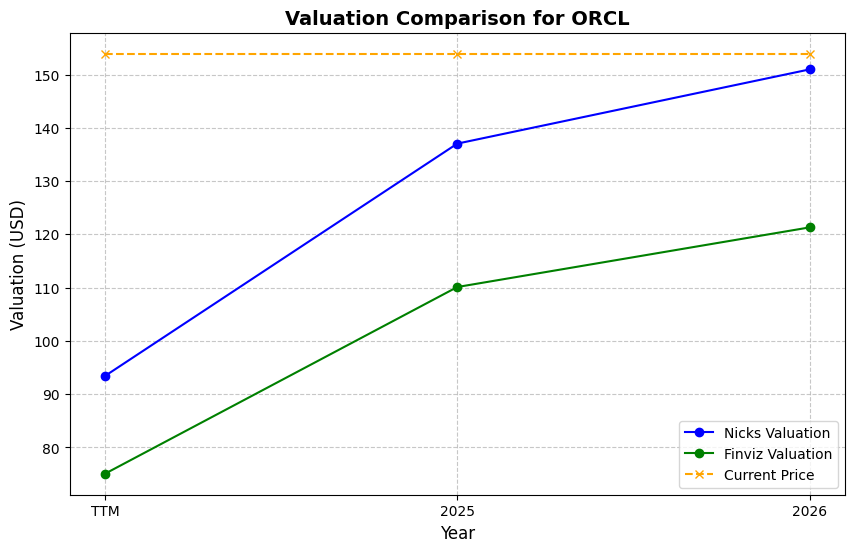 Valuation Comparison for ORCL
Valuation (USD)
150
140
130
120
110
100
90
80
TTM
2025
2026
Year
Nicks Valuation
Finviz Valuation
Current Price